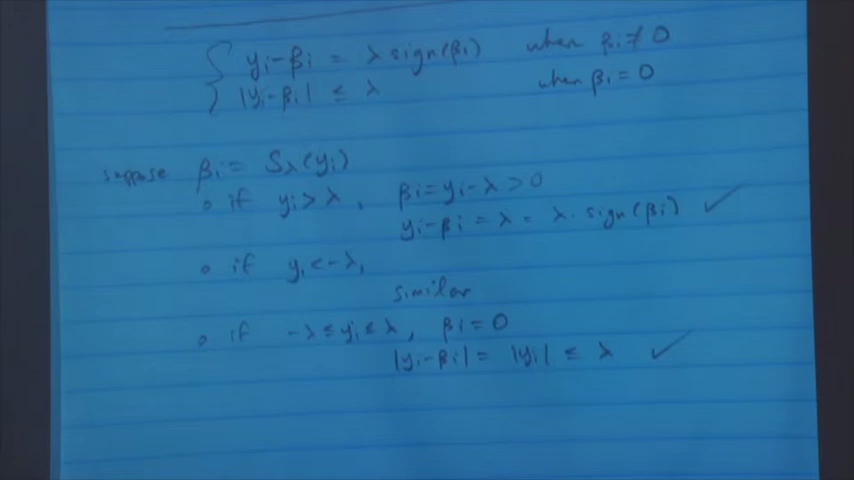 yi-βi = λ sign(βi) when βi≠0
|yi-βi| ≤ λ when βi=0
suppose βi= Sλ(yi)
∘ if yi>λ, βi=yi-λ>0
yi-βi=λ= λ·sign(βi) ✓
∘ if yi<-λ,
similar
∘ if -λ≤yi≤λ, βi=0
|yi-βi|= |yi| ≤ λ ✓